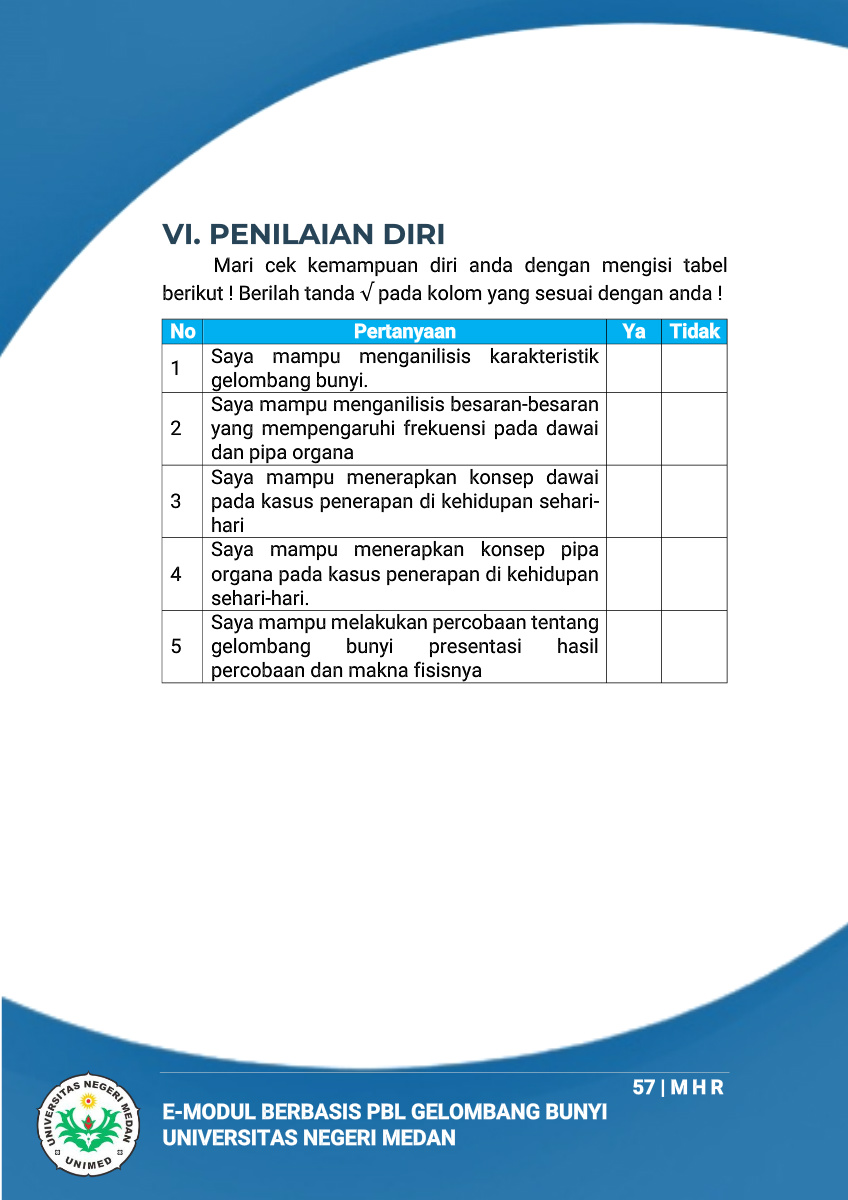 VI. PENILAIAN DIRI
Mari cek kemampuan diri anda dengan mengisi tabel
berikut ! Berilah tanda √ pada kolom yang sesuai dengan anda !
No Pertanyaan Ya Tidak
1 Saya mampu menganilisis karakteristik
gelombang bunyi.
2 Saya mampu menganilisis besaran-besaran
yang mempengaruhi frekuensi pada dawai
dan pipa organa
3 Saya mampu menerapkan konsep dawai
pada kasus penerapan di kehidupan sehari-
hari
4 Saya mampu menerapkan konsep pipa
organa pada kasus penerapan di kehidupan
sehari-hari.
5 Saya mampu melakukan percobaan tentang
gelombang bunyi presentasi hasil
percobaan dan makna fisisnya
57 | M H R
E-MODUL BERBASIS PBL GELOMBANG BUNYI
UNIVERSITAS NEGERI MEDAN
UNIVERSITAS NEGERI MEDAN
UNIMED